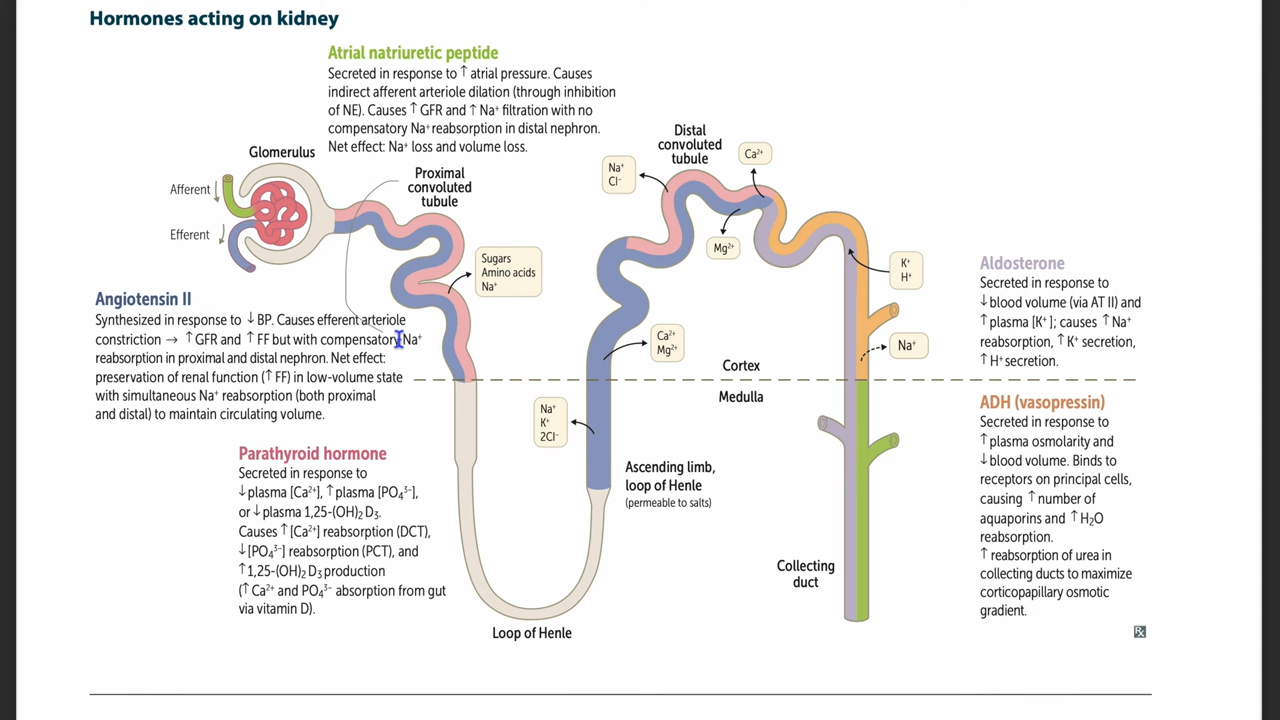 Hormones acting on kidney
Atrial natriuretic peptide
Secreted in response to ↑ atrial pressure. Causes
indirect afferent arteriole dilation (through inhibition
of NE). Causes ↑ GFR and ↑ Na⁺ filtration with no
compensatory Na⁺ reabsorption in distal nephron.
Net effect: Na⁺ loss and volume loss.
Glomerulus
Afferent
Efferent
Proximal
convoluted
tubule
Sugars
Amino acids
Na⁺
Angiotensin II
Synthesized in response to ↓ BP. Causes efferent arteriole
constriction → ↑ GFR and ↑ FF but with compensatory Na⁺
reabsorption in proximal and distal nephron. Net effect:
preservation of renal function (↑ FF) in low-volume state
with simultaneous Na⁺ reabsorption (both proximal
and distal) to maintain circulating volume.
Parathyroid hormone
Secreted in response to
↓ plasma [Ca²⁺], ↑ plasma [PO₄³⁻],
or ↓ plasma 1,25-(OH)₂ D₃.
Causes ↑ [Ca²⁺] reabsorption (DCT),
↓ [PO₄³⁻] reabsorption (PCT), and
↑ 1,25-(OH)₂ D₃ production
(↑ Ca²⁺ and PO₄³⁻ absorption from gut
via vitamin D).
Loop of Henle
Na⁺
K⁺
2Cl⁻
Ca²⁺
Mg²⁺
Ascending limb,
loop of Henle
(permeable to salts)
Na⁺
Cl⁻
Distal
convoluted
tubule
Ca²⁺
Mg²⁺
Cortex
Medulla
K⁺
H⁺
Na⁺
Collecting
duct
Aldosterone
Secreted in response to
↓ blood volume (via AT II) and
↑ plasma [K⁺]; causes ↑ Na⁺
reabsorption, ↑ K⁺ secretion,
↑ H⁺ secretion.
ADH (vasopressin)
Secreted in response to
↑ plasma osmolarity and
↓ blood volume. Binds to
receptors on principal cells,
causing ↑ number of
aquaporins and ↑ H₂O
reabsorption.
↑ reabsorption of urea in
collecting ducts to maximize
corticopapillary osmotic
gradient.
Rx